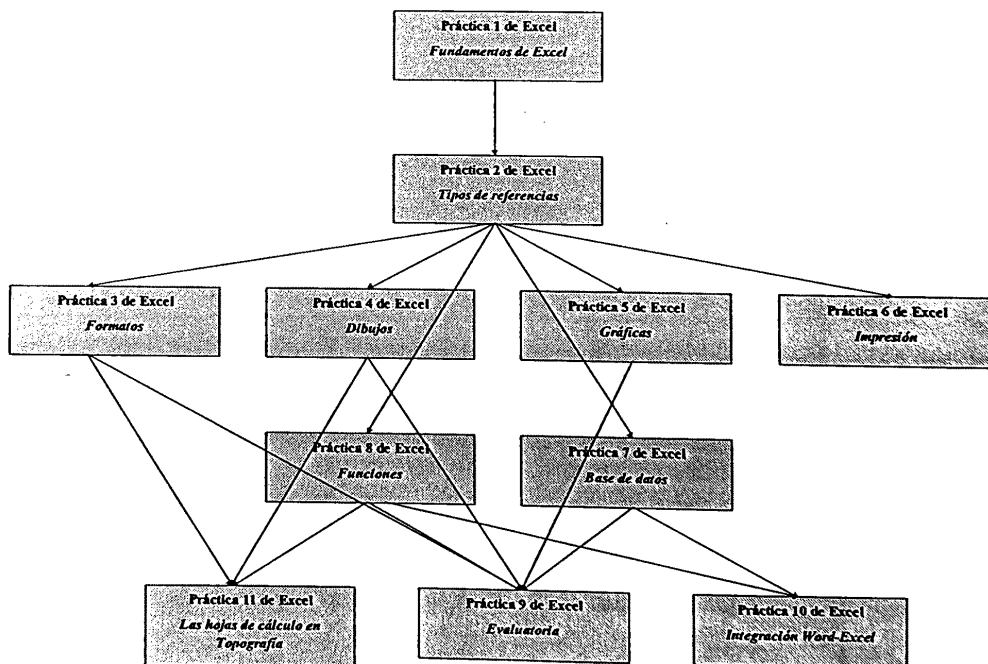 Práctica 1 de Excel
Fundamentos de Excel
Práctica 2 de Excel
Tipos de referencias
Práctica 3 de Excel
Formatos
Práctica 4 de Excel
Dibujos
Práctica 5 de Excel
Gráficas
Práctica 6 de Excel
Impresión
Práctica 8 de Excel
Funciones
Práctica 7 de Excel
Base de datos
Práctica 11 de Excel
Las hojas de cálculo en
Topografía
Práctica 9 de Excel
Evaluatoria
Práctica 10 de Excel
Integración Word-Excel